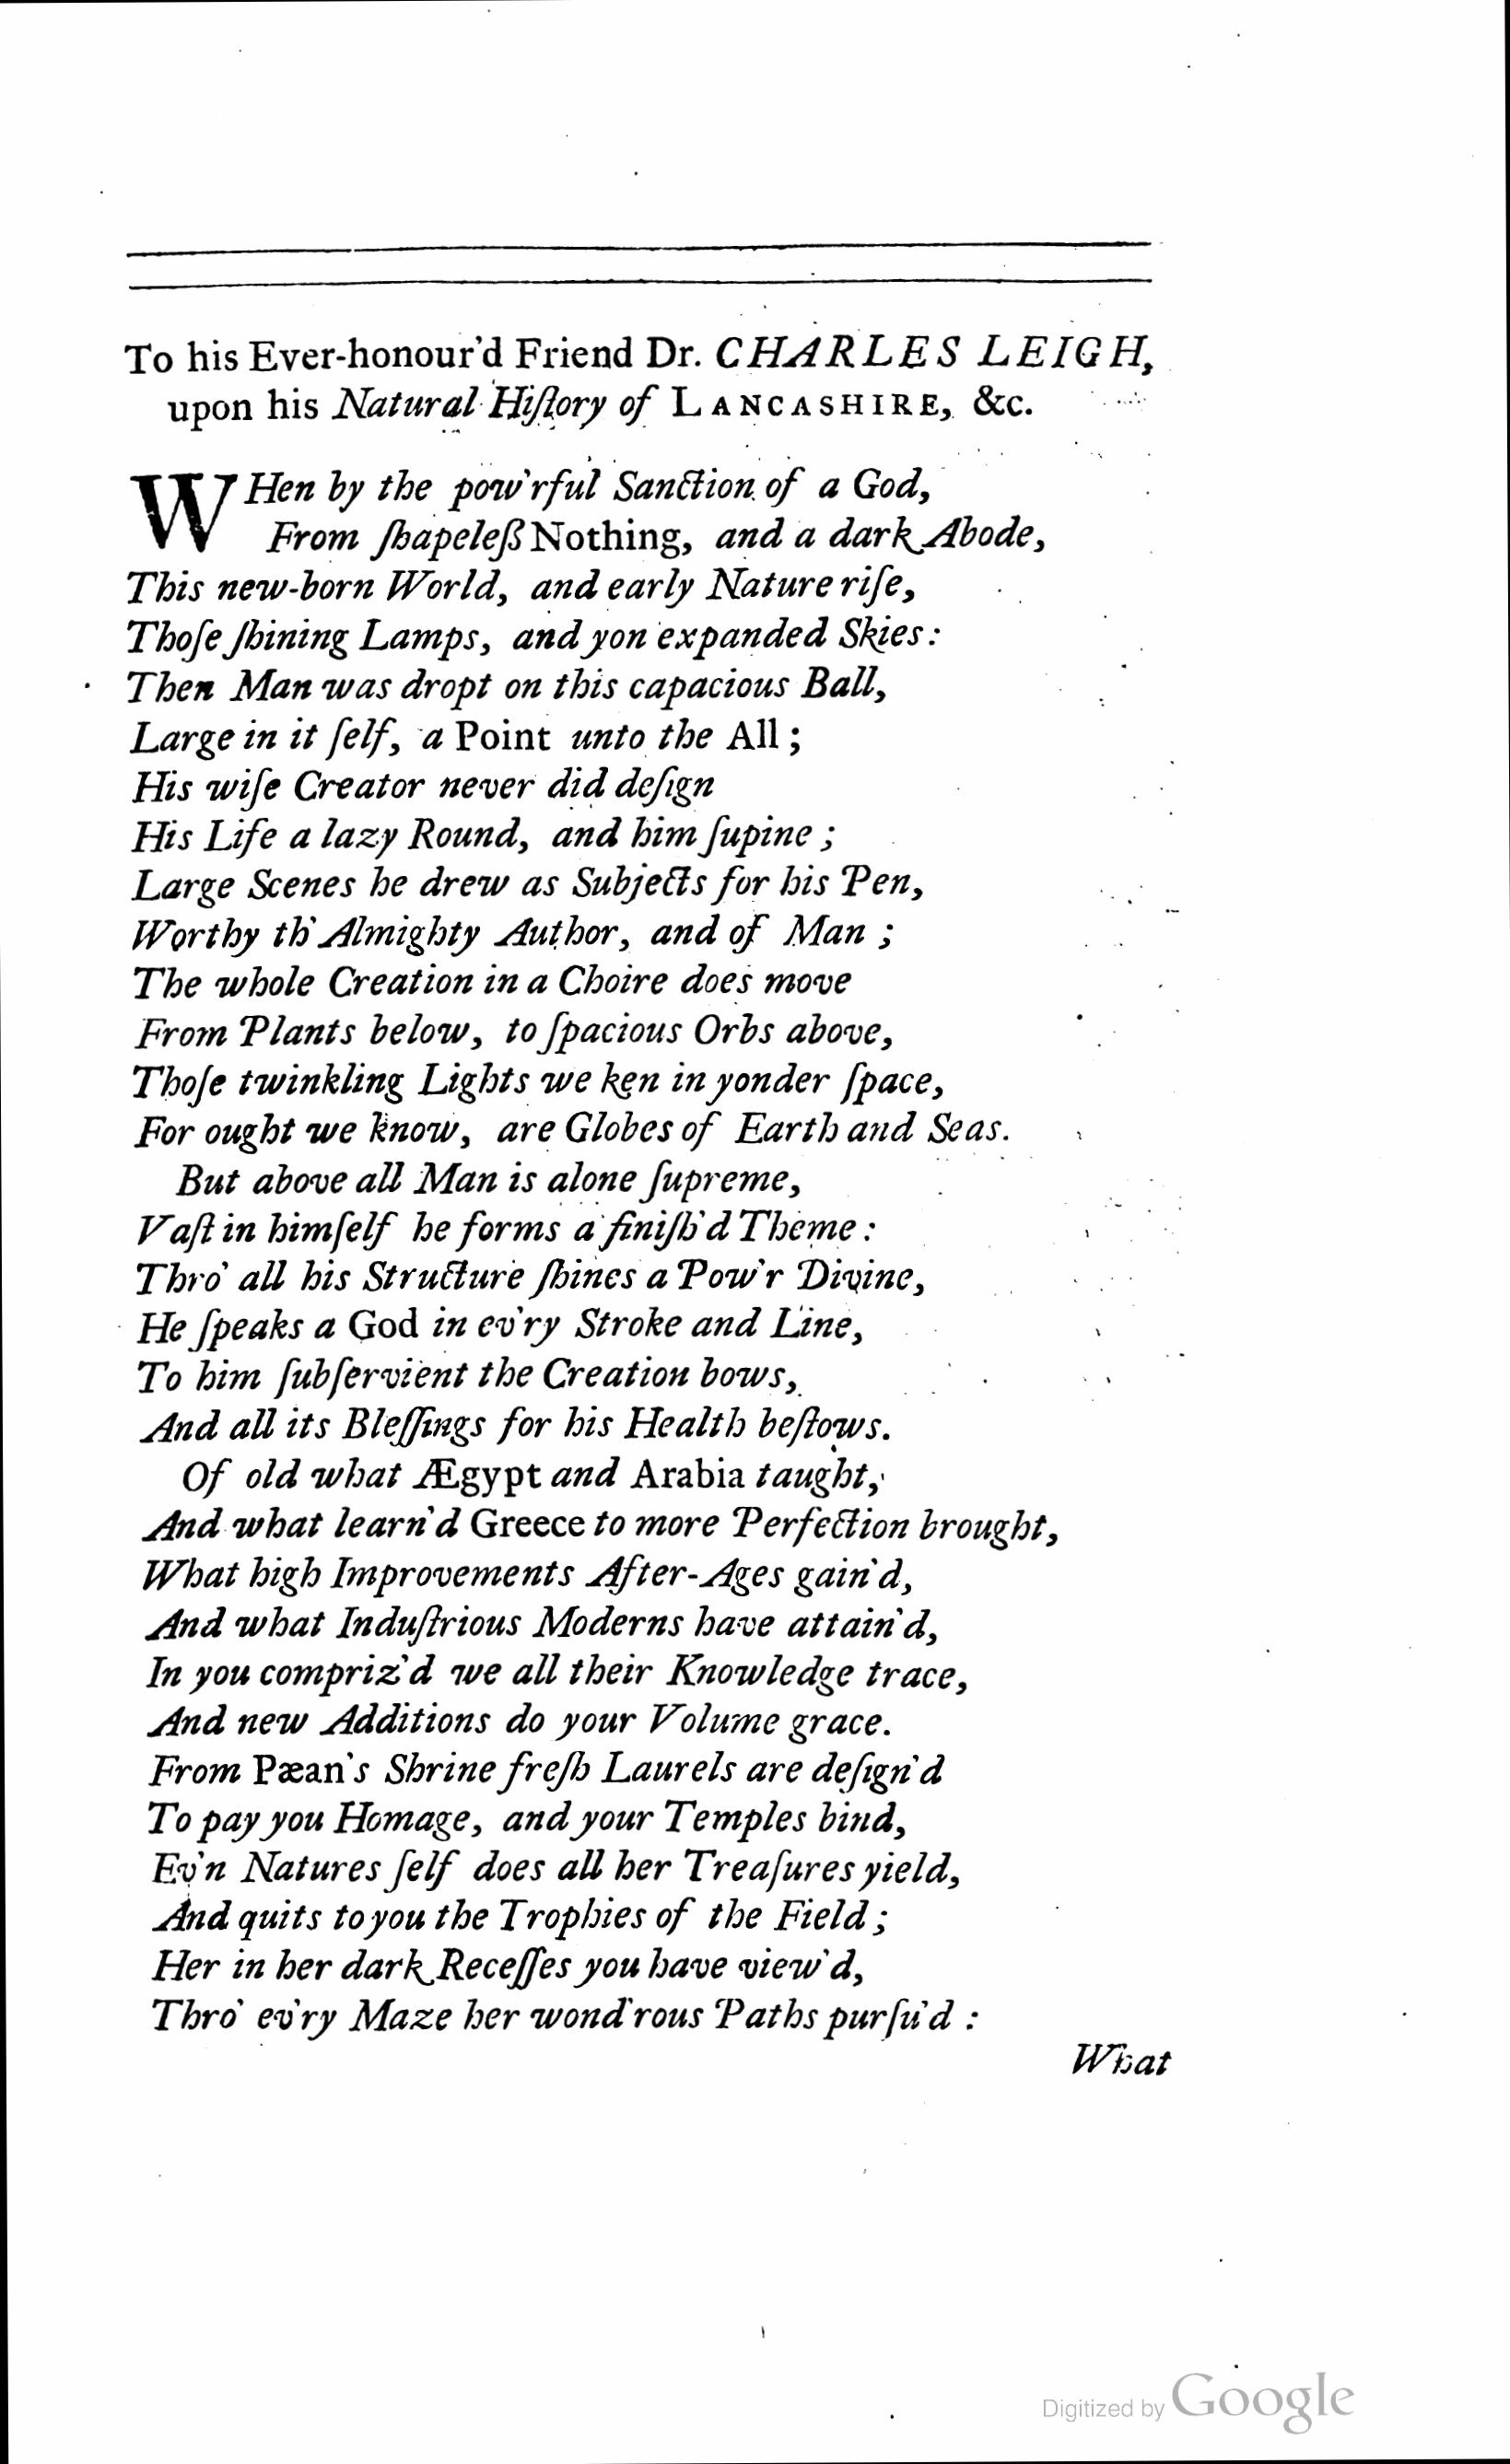 To his Ever-honour'd Friend Dr. CHARLES LEIGH,
upon his Natural Hiſtory of LANCASHIRE, &c.
WHen by the pow'rful Sanction of a God,
From ſhapeleß Nothing, and a dark Abode,
This new-born World, and early Nature riſe,
Thoſe ſhining Lamps, and yon expanded Skies:
Then Man was dropt on this capacious Ball,
Large in it ſelf, a Point unto the All;
His wiſe Creator never did deſign
His Life a lazy Round, and him ſupine;
Large Scenes he drew as Subjects for his Pen,
Worthy th' Almighty Author, and of Man;
The whole Creation in a Choire does move
From Plants below, to ſpacious Orbs above,
Thoſe twinkling Lights we ken in yonder ſpace,
For ought we know, are Globes of Earth and Seas.
But above all Man is alone ſupreme,
Vaſt in himſelf he forms a finiſh'd Theme:
Thro' all his Structure ſhines a Pow'r Divine,
He ſpeaks a God in ev'ry Stroke and Line,
To him ſubſervient the Creation bows,
And all its Bleſſings for his Health beſtows.
Of old what Ægypt and Arabia taught,
And what learn'd Greece to more Perfection brought,
What high Improvements After-Ages gain'd,
And what Induſtrious Moderns have attain'd,
In you compriz'd we all their Knowledge trace,
And new Additions do your Volume grace.
From Pæan's Shrine freſh Laurels are deſign'd
To pay you Homage, and your Temples bind,
Ev'n Natures ſelf does all her Treaſures yield,
And quits to you the Trophies of the Field;
Her in her dark Receſſes you have view'd,
Thro' ev'ry Maze her wond'rous Paths purſu'd:
What
Digitized by Google